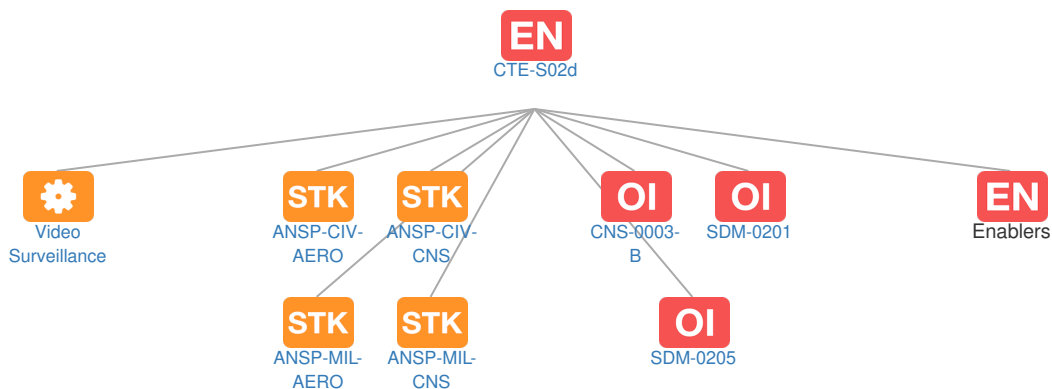 EN
CTE-S02d
Video
Surveillance
STK
ANSP-CIV-
AERO
STK
ANSP-CIV-
CNS
OI
CNS-0003-
B
OI
SDM-0201
EN
Enablers
STK
ANSP-MIL-
AERO
STK
ANSP-MIL-
CNS
OI
SDM-0205